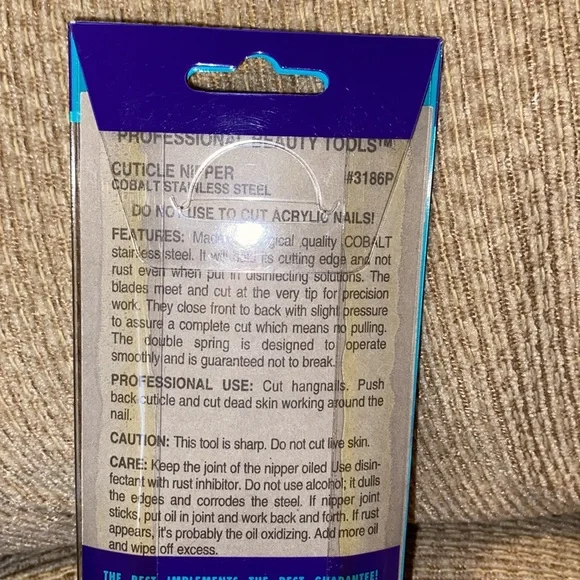 PROFESSIONAL BEAUTY TOOLS™
CUTICLE NIPPER #3186P
COBALT STAINLESS STEEL
DO NOT USE TO CUT ACRYLIC NAILS!
FEATURES: Made surgical quality COBALT
stainless steel. It will hold its cutting edge and not
rust even when put in disinfecting solutions. The
blades meet and cut at the very tip for precision
work. They close front to back with slight pressure
to assure a complete cut which means no pulling.
The double spring is designed to operate
smoothly and is guaranteed not to break.
PROFESSIONAL USE: Cut hangnails. Push
back cuticle and cut dead skin working around the
nail.
CAUTION: This tool is sharp. Do not cut live skin.
CARE: Keep the joint of the nipper oiled Use disin-
fectant with rust inhibitor. Do not use alcohol; it dulls
the edges and corrodes the steel. If nipper joint
sticks, put oil in joint and work back and forth. If rust
appears, it's probably the oil oxidizing. Add more oil
and wipe off excess.
THE BEST IMPLEMENTS THE BEST GUARANTEE!